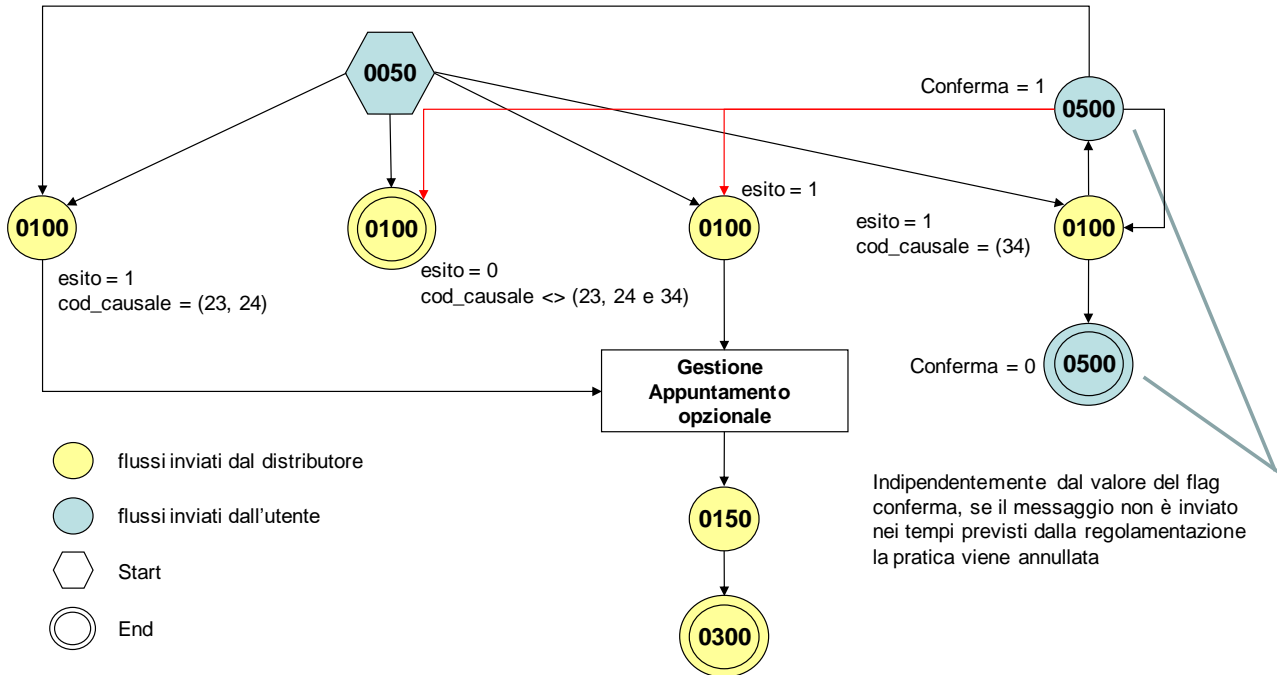 0050
Conferma = 1
0500
esito = 1
0100
0100
0100
esito = 1
cod_causale = (34)
0100
esito = 1
cod_causale = (23, 24)
esito = 0
cod_causale <> (23, 24 e 34)
Gestione
Appuntamento
opzionale
Conferma = 0
0500
flussi inviati dal distributore
flussi inviati dall'utente
Start
End
0150
0300
Indipendentemente dal valore del flag
conferma, se il messaggio non è inviato
nei tempi previsti dalla regolamentazione
la pratica viene annullata